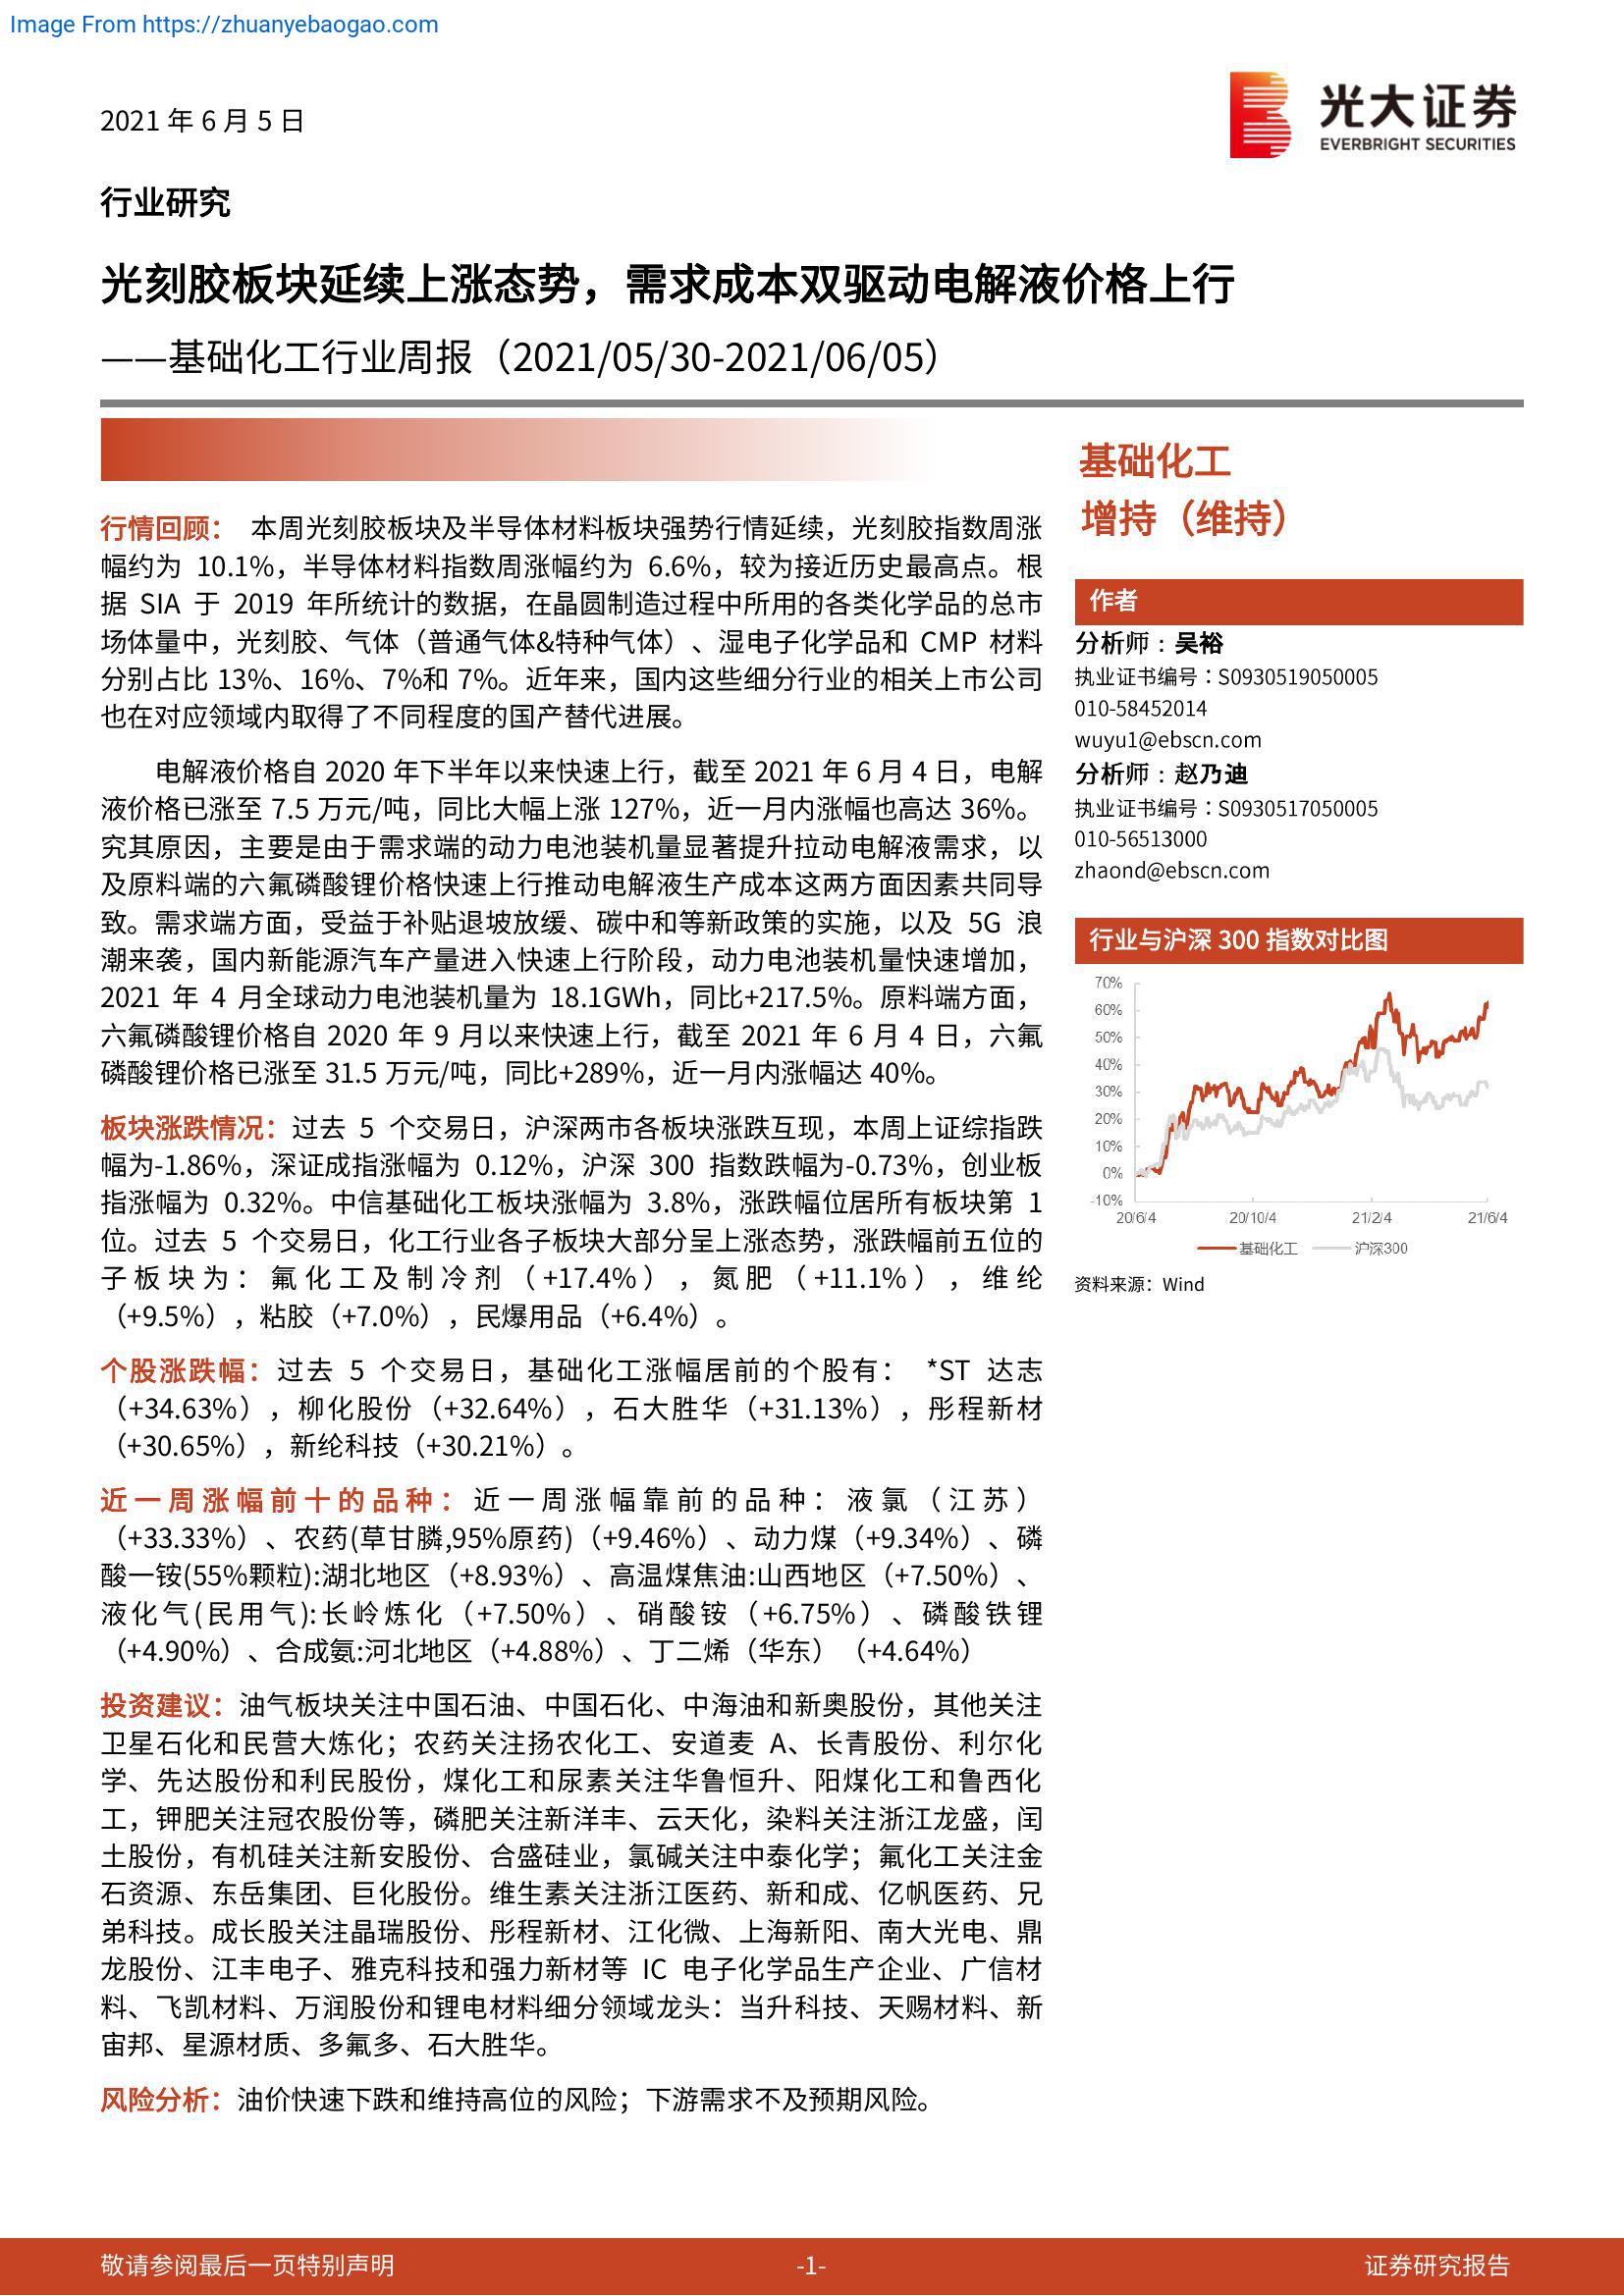 Image From https://zhuanyebaogao.com
2021 年 6 月 5 日
光大证券
EVERBRIGHT SECURITIES
行业研究
光刻胶板块延续上涨态势，需求成本双驱动电解液价格上行
——基础化工行业周报（2021/05/30-2021/06/05）
行情回顾： 本周光刻胶板块及半导体材料板块强势行情延续，光刻胶指数周涨
幅约为 10.1%，半导体材料指数周涨幅约为 6.6%，较为接近历史最高点。根
据 SIA 于 2019 年所统计的数据，在晶圆制造过程中所用的各类化学品的总市
场体量中，光刻胶、气体（普通气体&特种气体）、湿电子化学品和 CMP 材料
分别占比 13%、16%、7%和 7%。近年来，国内这些细分行业的相关上市公司
也在对应领域内取得了不同程度的国产替代进展。
电解液价格自 2020 年下半年以来快速上行，截至 2021 年 6 月 4 日，电解
液价格已涨至 7.5 万元/吨，同比大幅上涨 127%，近一月内涨幅也高达 36%。
究其原因，主要是由于需求端的动力电池装机量显著提升拉动电解液需求，以
及原料端的六氟磷酸锂价格快速上行推动电解液生产成本这两方面因素共同导
致。需求端方面，受益于补贴退坡放缓、碳中和等新政策的实施，以及 5G 浪
潮来袭，国内新能源汽车产量进入快速上行阶段，动力电池装机量快速增加，
2021 年 4 月全球动力电池装机量为 18.1GWh，同比+217.5%。原料端方面，
六氟磷酸锂价格自 2020 年 9 月以来快速上行，截至 2021 年 6 月 4 日，六氟
磷酸锂价格已涨至 31.5 万元/吨，同比+289%，近一月内涨幅达 40%。
板块涨跌情况：过去 5 个交易日，沪深两市各板块涨跌互现，本周上证综指跌
幅为-1.86%，深证成指涨幅为 0.12%，沪深 300 指数跌幅为-0.73%，创业板
指涨幅为 0.32%。中信基础化工板块涨幅为 3.8%，涨跌幅位居所有板块第 1
位。过去 5 个交易日，化工行业各子板块大部分呈上涨态势，涨跌幅前五位的
子板块为：氟化工及制冷剂（+17.4%），氮肥（+11.1%），维纶
（+9.5%），粘胶（+7.0%），民爆用品（+6.4%）。
个股涨跌幅：过去 5 个交易日，基础化工涨幅居前的个股有： *ST 达志
（+34.63%），柳化股份（+32.64%），石大胜华（+31.13%），彤程新材
（+30.65%），新纶科技（+30.21%）。
近一周涨幅前十的品种：近一周涨幅靠前的品种：液氯（江苏）
（+33.33%）、农药(草甘膦,95%原药)（+9.46%）、动力煤（+9.34%）、磷
酸一铵(55%颗粒):湖北地区（+8.93%）、高温煤焦油:山西地区（+7.50%）、
液化气(民用气):长岭炼化（+7.50%）、硝酸铵（+6.75%）、磷酸铁锂
（+4.90%）、合成氨:河北地区（+4.88%）、丁二烯（华东）（+4.64%）
投资建议：油气板块关注中国石油、中国石化、中海油和新奥股份，其他关注
卫星石化和民营大炼化；农药关注扬农化工、安道麦 A、长青股份、利尔化
学、先达股份和利民股份，煤化工和尿素关注华鲁恒升、阳煤化工和鲁西化
工，钾肥关注冠农股份等，磷肥关注新洋丰、云天化，染料关注浙江龙盛，闰
土股份，有机硅关注新安股份、合盛硅业，氯碱关注中泰化学；氟化工关注金
石资源、东岳集团、巨化股份。维生素关注浙江医药、新和成、亿帆医药、兄
弟科技。成长股关注晶瑞股份、彤程新材、江化微、上海新阳、南大光电、鼎
龙股份、江丰电子、雅克科技和强力新材等 IC 电子化学品生产企业、广信材
料、飞凯材料、万润股份和锂电材料细分领域龙头：当升科技、天赐材料、新
宙邦、星源材质、多氟多、石大胜华。
风险分析：油价快速下跌和维持高位的风险；下游需求不及预期风险。
基础化工
增持（维持）
作者
分析师：吴裕
执业证书编号：S0930519050005
010-58452014
wuyu1@ebscn.com
分析师：赵乃迪
执业证书编号：S0930517050005
010-56513000
zhaond@ebscn.com
行业与沪深 300 指数对比图
70%
60%
50%
40%
30%
20%
10%
0%
-10%
20/6/4 20/10/4 21/2/4 21/6/4
基础化工 沪深300
资料来源：Wind
敬请参阅最后一页特别声明 -1- 证券研究报告